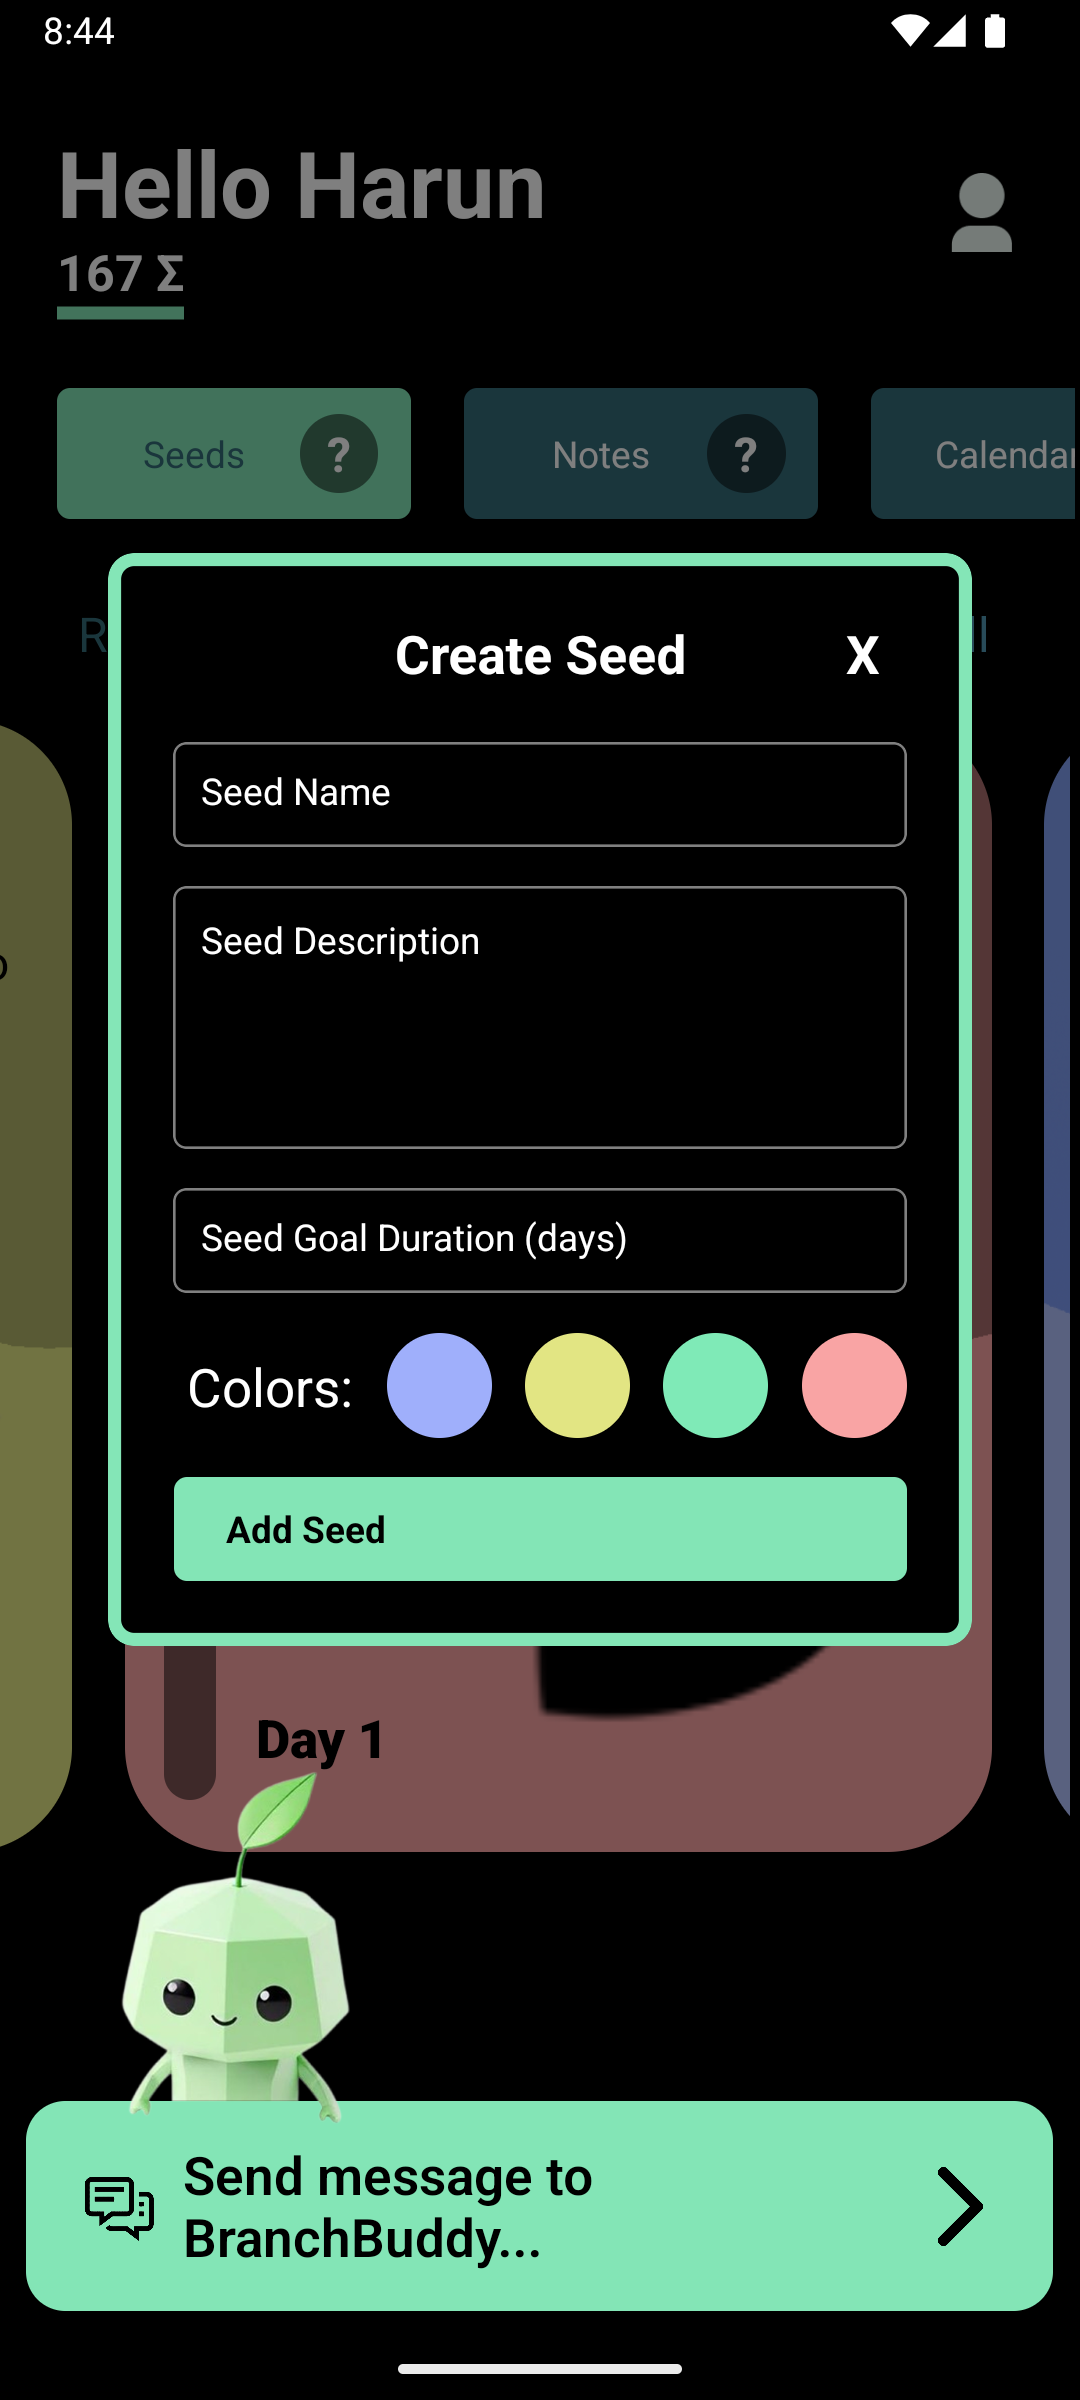 8:44
Hello Harun
167 Σ
Seeds ?
Notes ?
Calendar
Create Seed X
Seed Name
Seed Description
Seed Goal Duration (days)
Colors:
Add Seed
Day 1
Send message to
BranchBuddy...